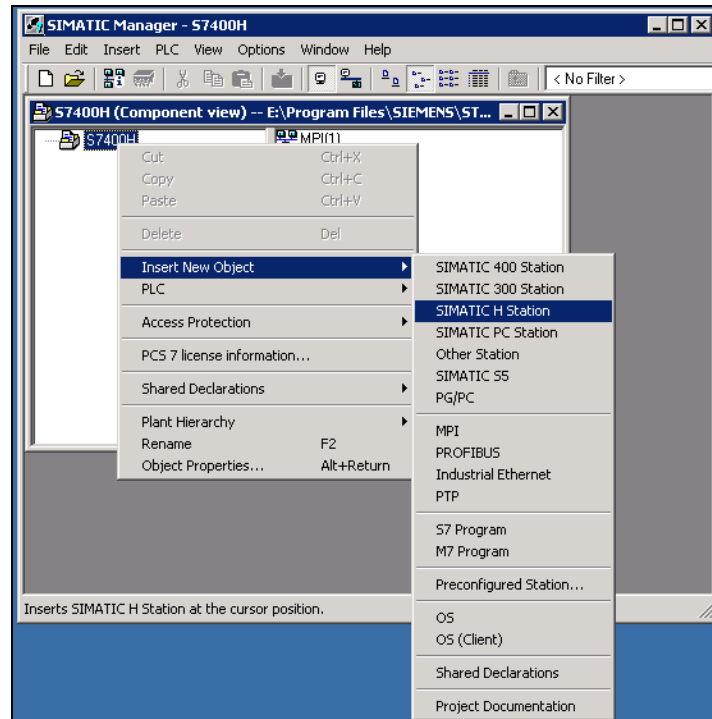 SIMATIC Manager - S7400H
File Edit Insert PLC View Options Window Help
< No Filter >
S7400H (Component view) -- E:\Program Files\SIEMENS\ST...
S7400H
MPI(1)
Cut Ctrl+X
Copy Ctrl+C
Paste Ctrl+V
Delete Del
Insert New Object
PLC
Access Protection
PCS 7 license information...
Shared Declarations
Plant Hierarchy
Rename F2
Object Properties... Alt+Return
SIMATIC 400 Station
SIMATIC 300 Station
SIMATIC H Station
SIMATIC PC Station
Other Station
SIMATIC S5
PG/PC
MPI
PROFIBUS
Industrial Ethernet
PTP
S7 Program
M7 Program
Preconfigured Station...
OS
OS (Client)
Shared Declarations
Project Documentation
Inserts SIMATIC H Station at the cursor position.